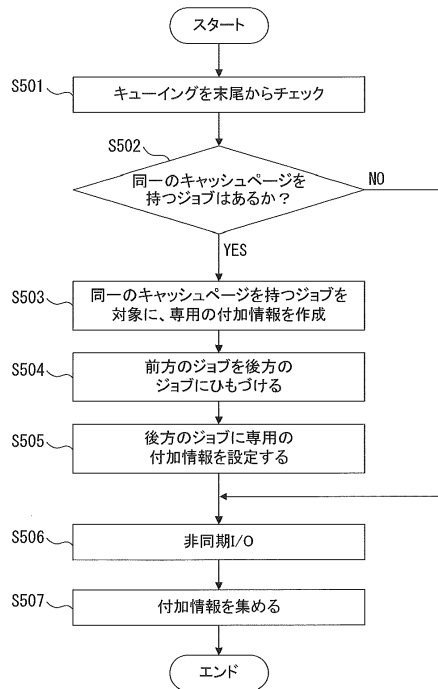 スタート
S501
キューイングを末尾からチェック
S502
同一のキャッシュページを
持つジョブはあるか？
NO
YES
S503
同一のキャッシュページを持つジョブを
対象に、専用の付加情報を作成
S504
前方のジョブを後方の
ジョブにひもづける
S505
後方のジョブに専用の
付加情報を設定する
S506
非同期I/O
S507
付加情報を集める
エンド